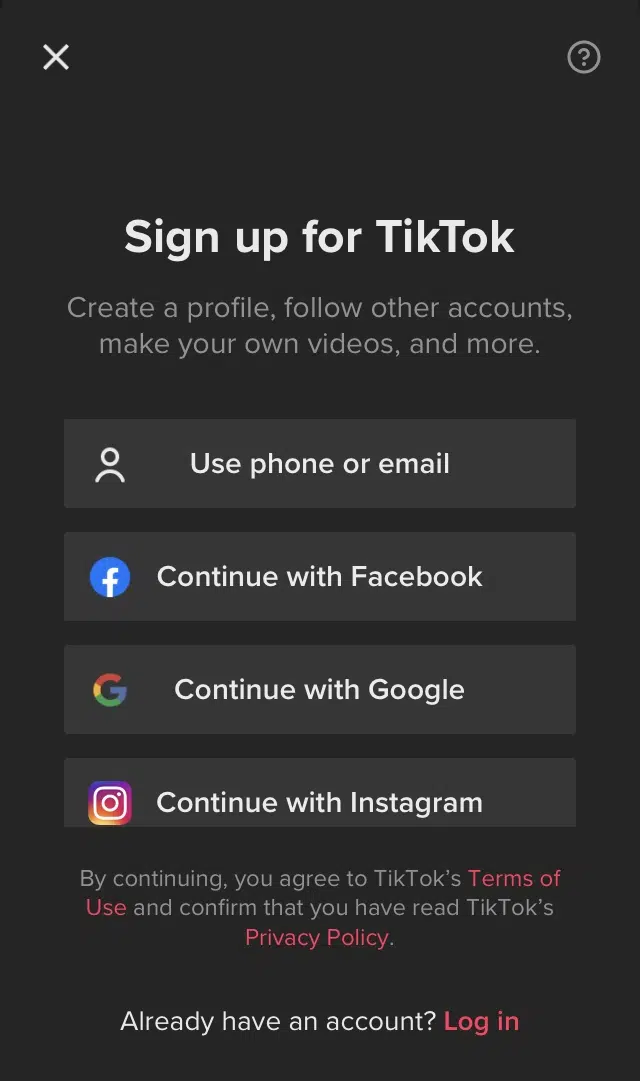 Sign up for TikTok
Create a profile, follow other accounts,
make your own videos, and more.
Use phone or email
Continue with Facebook
Continue with Google
Continue with Instagram
By continuing, you agree to TikTok’s Terms of
Use and confirm that you have read TikTok’s
Privacy Policy.
Already have an account? Log in